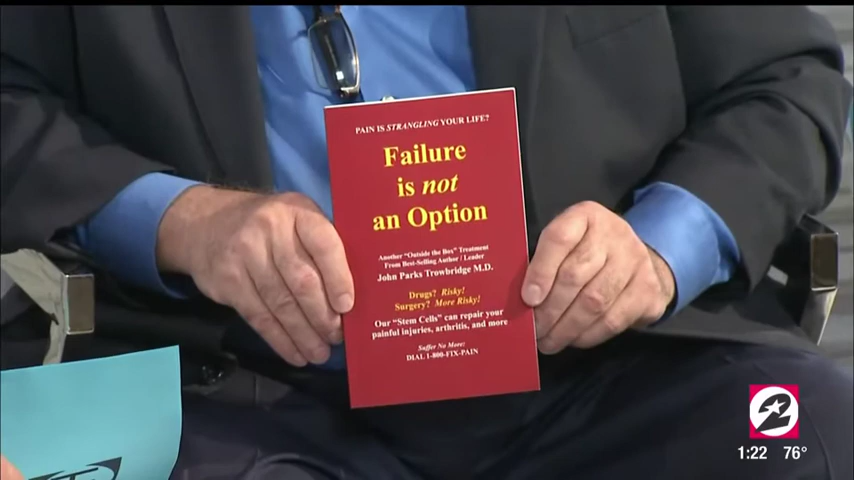 PAIN IS STRANGLING YOUR LIFE?
Failure
is not
an Option
Another "Outside the Box" Treatment
From Best-Selling Author / Leader
John Parks Trowbridge M.D.
Drugs? Risky!
Surgery? More Risky!
Our "Stem Cells" can repair your
painful injuries, arthritis, and more
Suffer No More:
DIAL 1-800-FIX-PAIN
2
1:22 76°